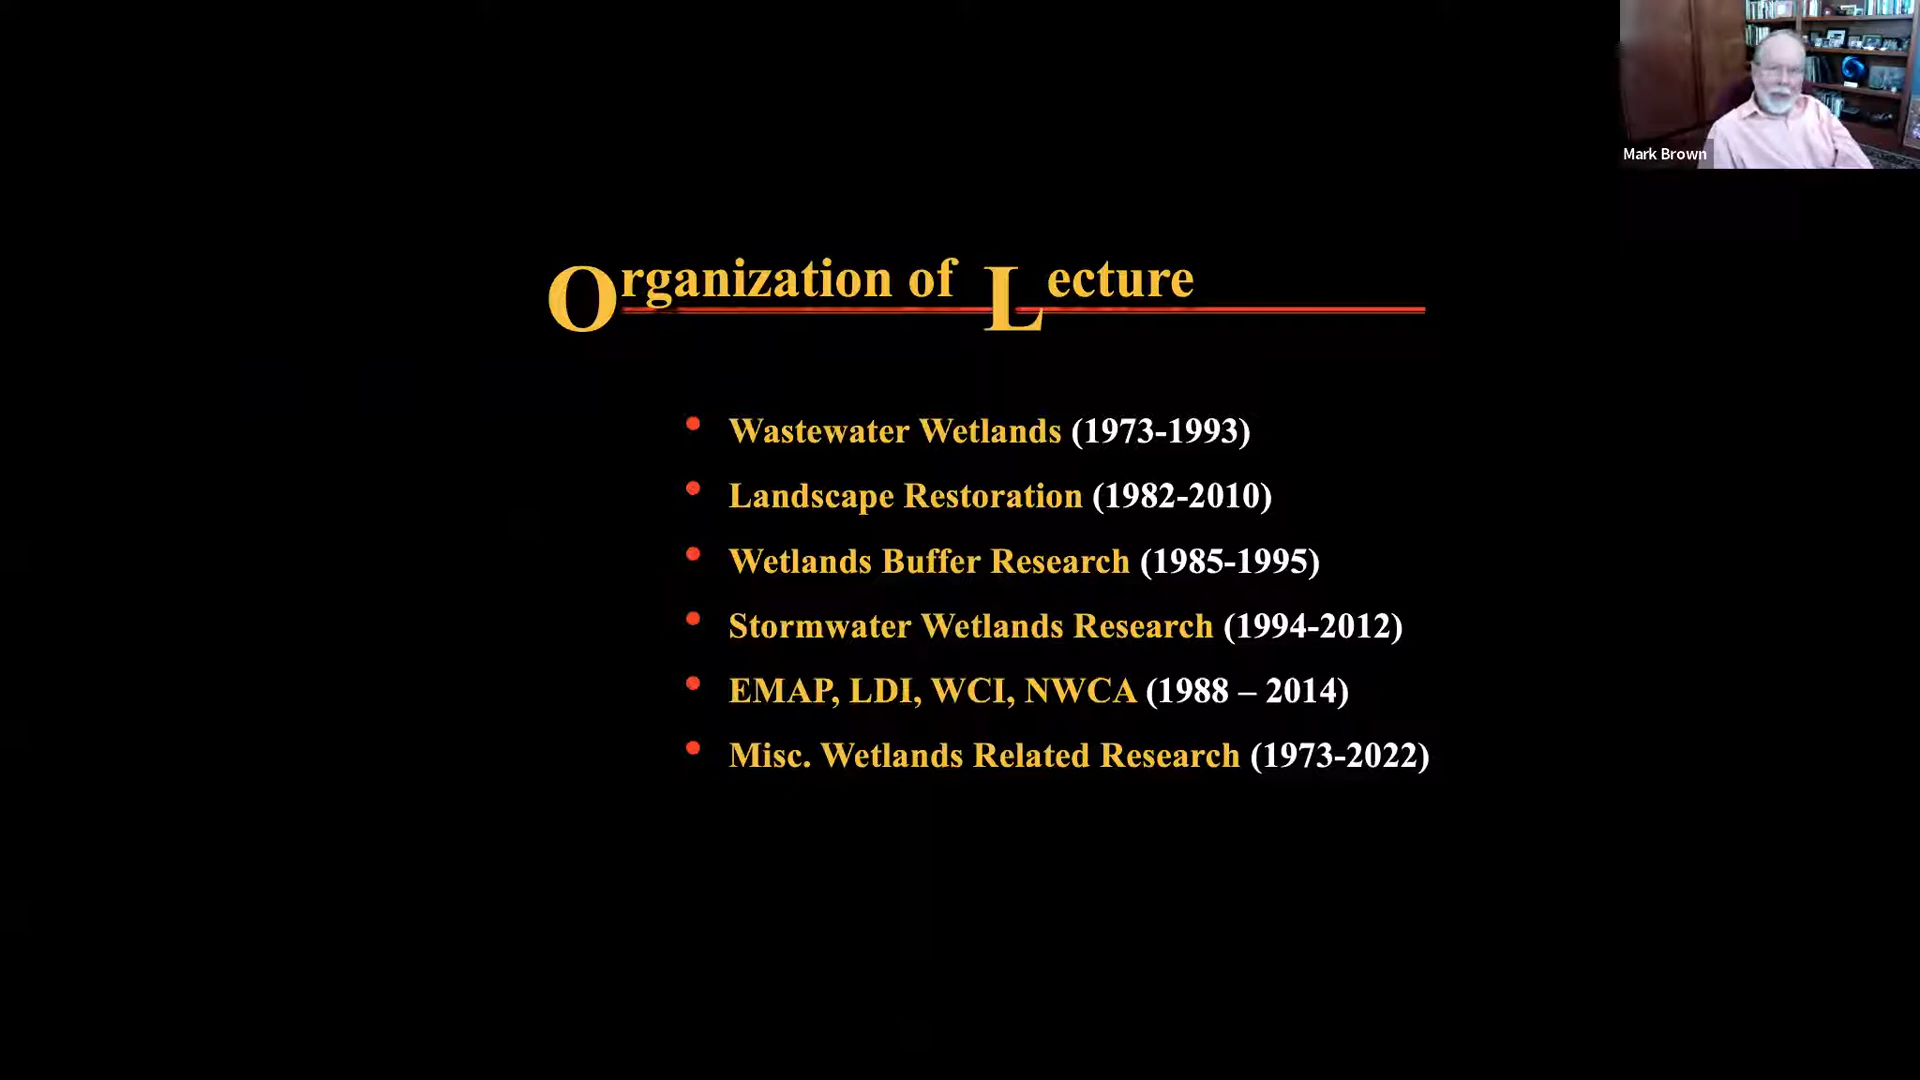 Mark Brown
Organization of Lecture
• Wastewater Wetlands (1973-1993)
• Landscape Restoration (1982-2010)
• Wetlands Buffer Research (1985-1995)
• Stormwater Wetlands Research (1994-2012)
• EMAP, LDI, WCI, NWCA (1988 – 2014)
• Misc. Wetlands Related Research (1973-2022)